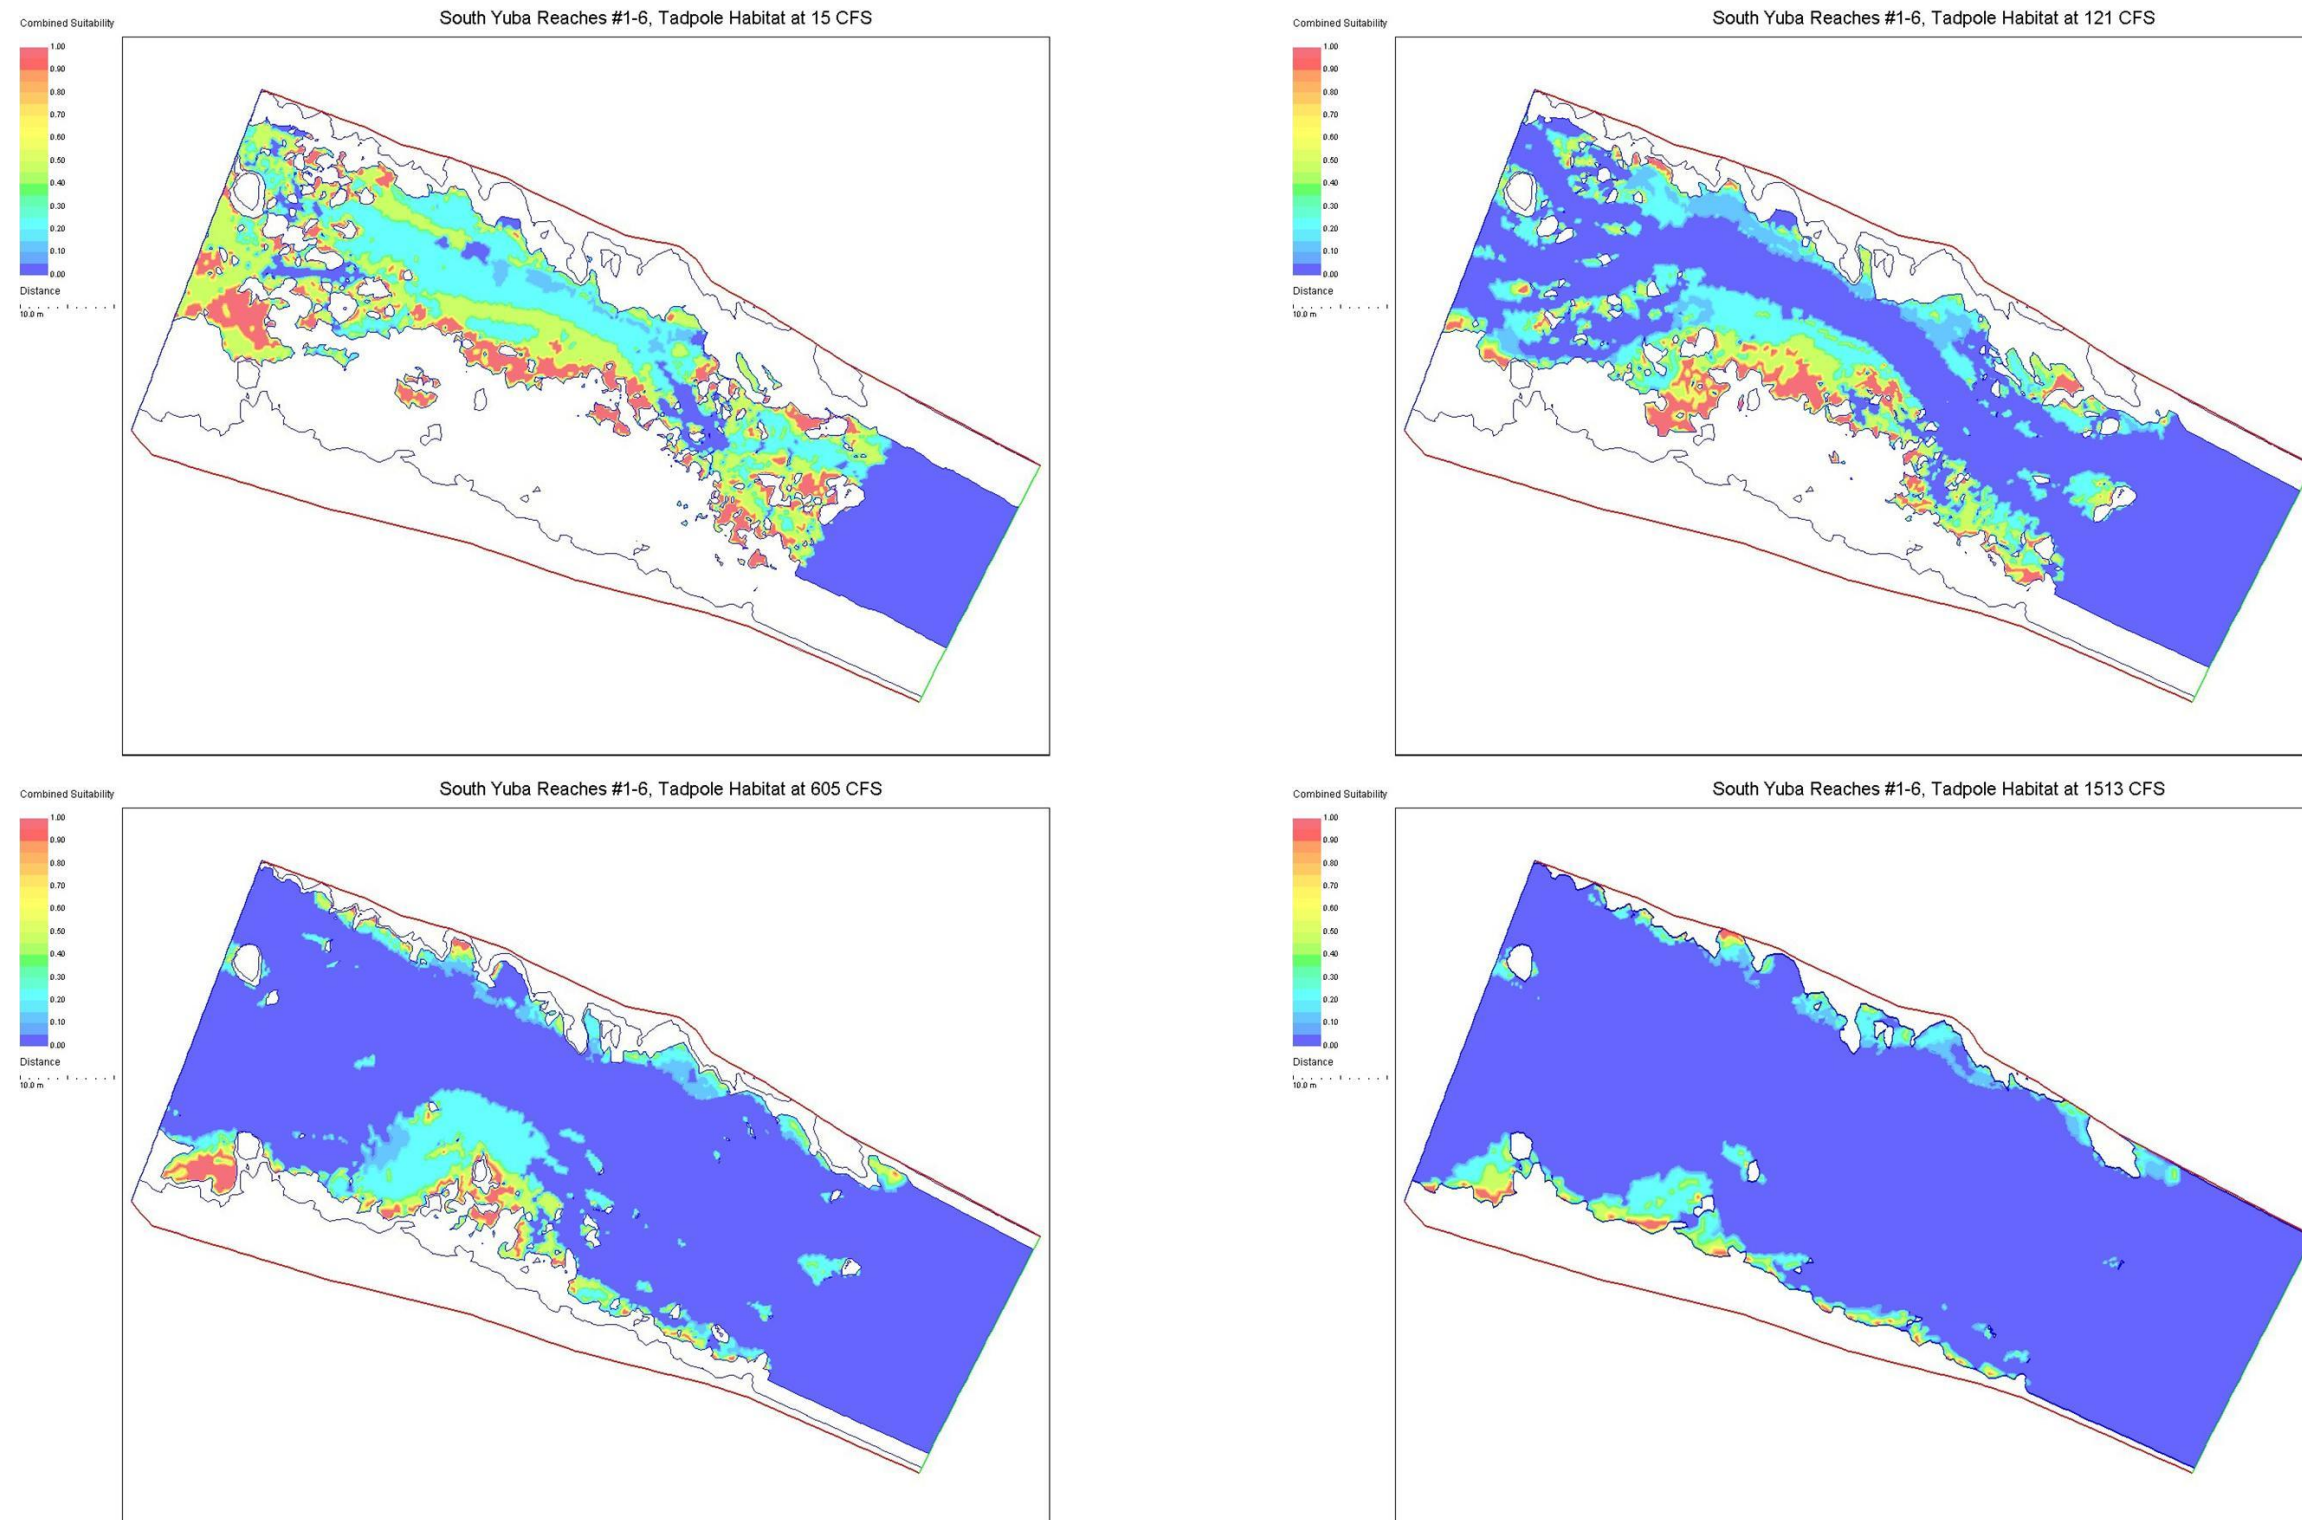 South Yuba Reaches #1-6, Tadpole Habitat at 15 CFS
Combined Suitability
1.00
0.90
0.80
0.70
0.60
0.50
0.40
0.30
0.20
0.10
0.00
Distance
10.0 m
South Yuba Reaches #1-6, Tadpole Habitat at 121 CFS
Combined Suitability
1.00
0.90
0.80
0.70
0.60
0.50
0.40
0.30
0.20
0.10
0.00
Distance
10.0 m
South Yuba Reaches #1-6, Tadpole Habitat at 605 CFS
Combined Suitability
1.00
0.90
0.80
0.70
0.60
0.50
0.40
0.30
0.20
0.10
0.00
Distance
10.0 m
South Yuba Reaches #1-6, Tadpole Habitat at 1513 CFS
Combined Suitability
1.00
0.90
0.80
0.70
0.60
0.50
0.40
0.30
0.20
0.10
0.00
Distance
10.0 m